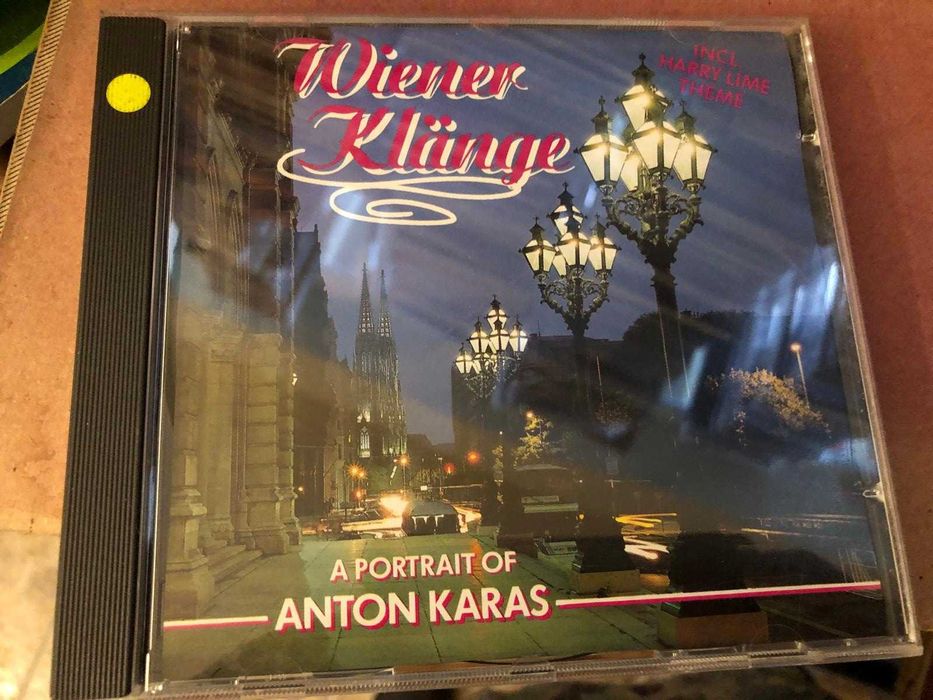 Wiener
Klänge
INCL.
HARRY LIME
THEME
A PORTRAIT OF
ANTON KARAS